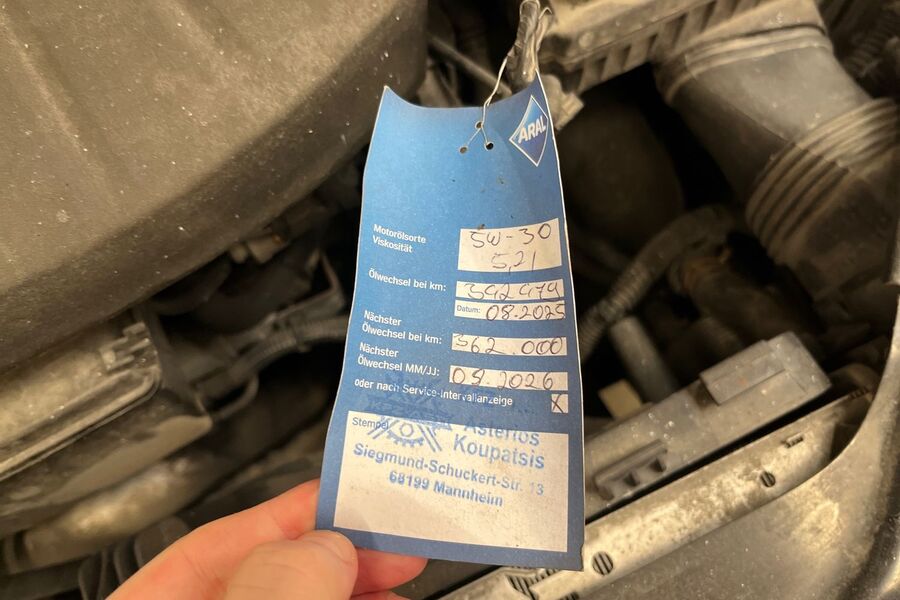 ARAL
Motorölsorte
Viskosität
5W-30
5,2l
Ölwechsel bei km:
342979
Datum: 08.2025
Nächster
Ölwechsel bei km:
362.000
Nächster
Ölwechsel MM/JJ:
08.2026
oder nach Service-Intervallanzeige
X
Stempel
Asterios
Koupatsis
Siegmund-Schuckert-Str. 13
68199 Mannheim